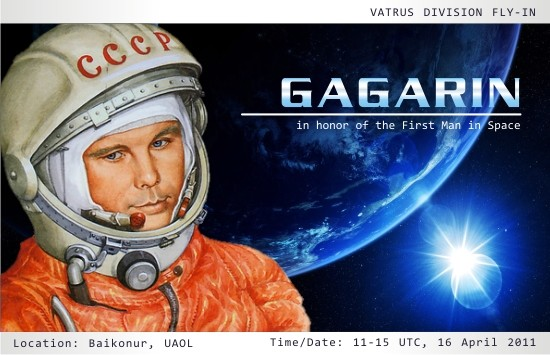 VATRUS DIVISION FLY-IN
CCCP
GAGARIN
in honor of the First Man in Space
Location: Baikonur, UAOL
Time/Date: 11-15 UTC, 16 April 2011